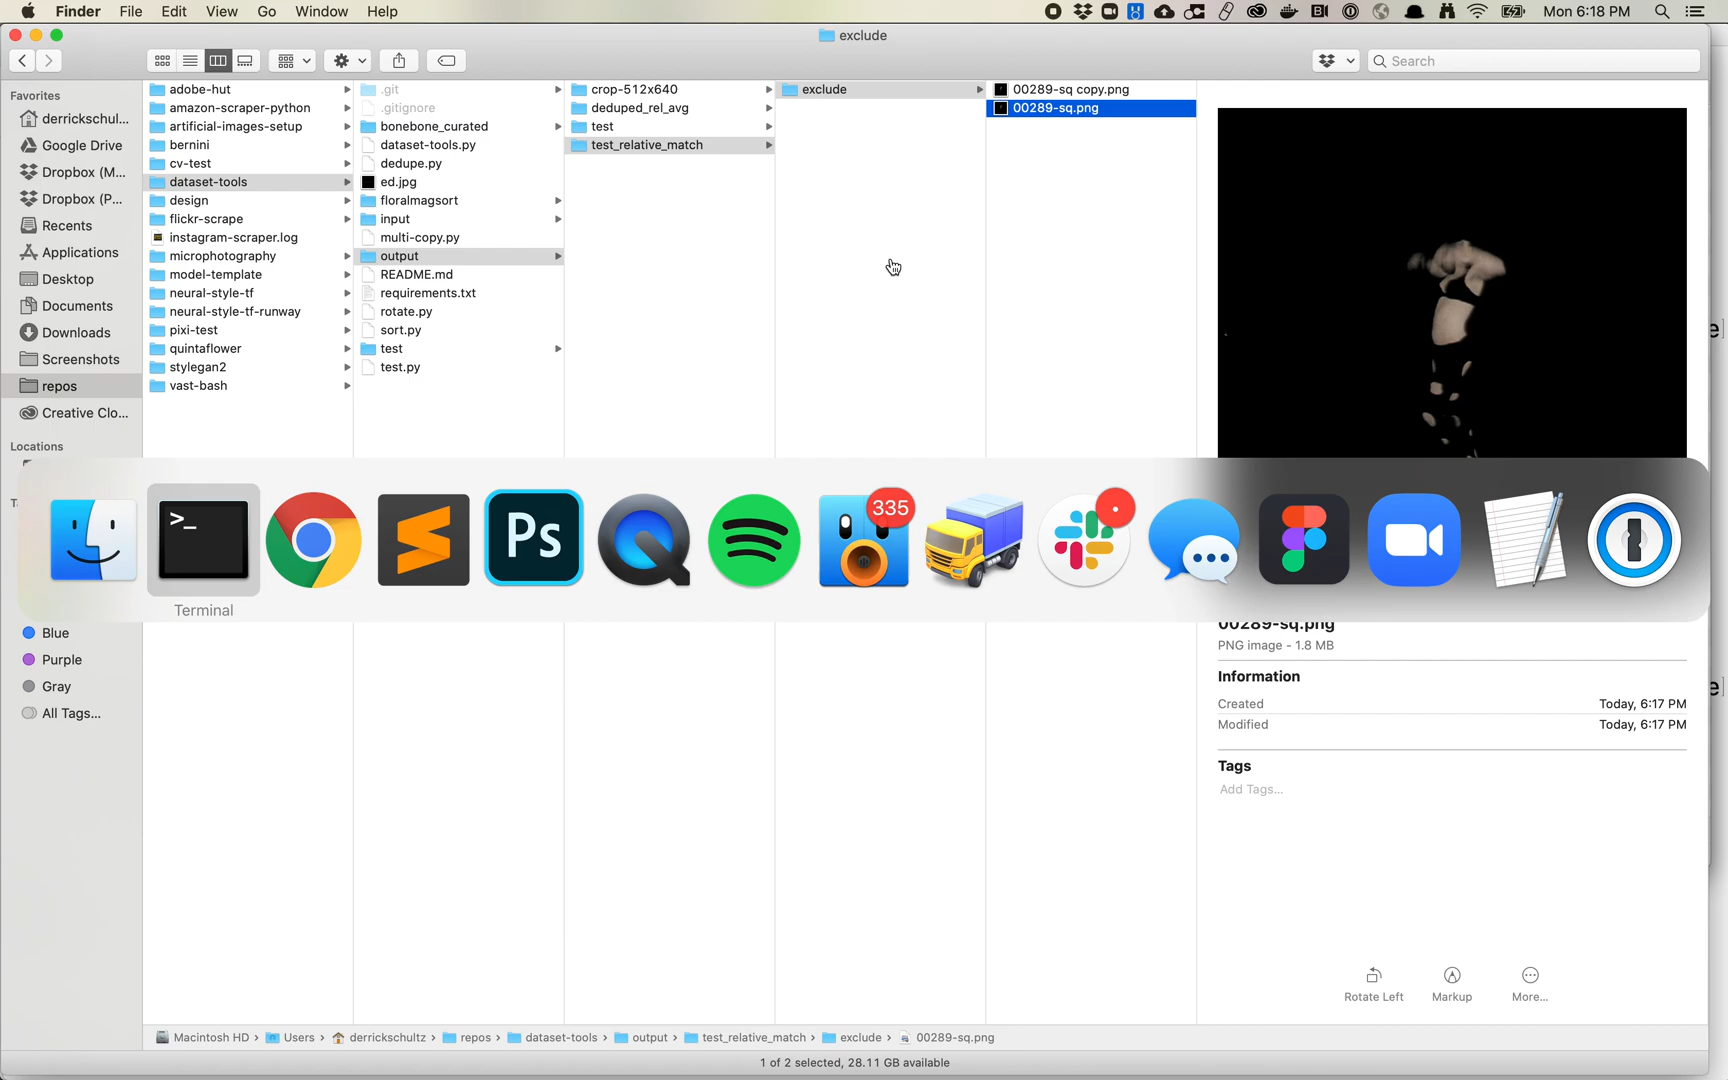 Finder File Edit View Go Window Help
Mon 6:18 PM
exclude
Search
Favorites
derrickschul...
Google Drive
Dropbox (M...
Dropbox (P...
Recents
Applications
Desktop
Documents
Downloads
Screenshots
repos
Creative Clo...
Locations
Blue
Purple
Gray
All Tags...
adobe-hut
amazon-scraper-python
artificial-images-setup
bernini
cv-test
dataset-tools
design
flickr-scrape
instagram-scraper.log
microphotography
model-template
neural-style-tf
neural-style-tf-runway
pixi-test
quintaflower
stylegan2
vast-bash
.git
.gitignore
bonebone_curated
dataset-tools.py
dedupe.py
ed.jpg
floralmagsort
input
multi-copy.py
output
README.md
requirements.txt
rotate.py
sort.py
test
test.py
crop-512x640
deduped_rel_avg
test
test_relative_match
exclude
00289-sq copy.png
00289-sq.png
>_
Ps
335
Terminal
00289-sq.png
PNG image - 1.8 MB
Information
Created Today, 6:17 PM
Modified Today, 6:17 PM
Tags
Add Tags...
Rotate Left Markup More...
Macintosh HD › Users › derrickschultz › repos › dataset-tools › output › test_relative_match › exclude › 00289-sq.png
1 of 2 selected, 28.11 GB available